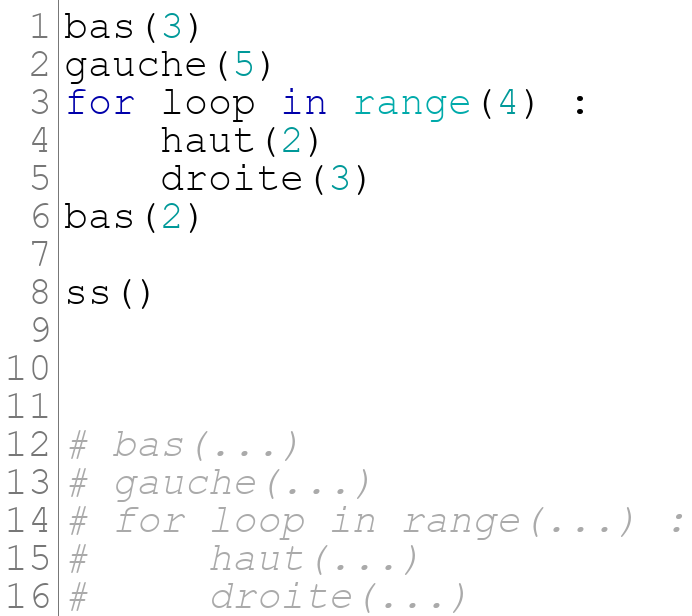 1 bas(3)
2 gauche(5)
3 for loop in range(4) :
4     haut(2)
5     droite(3)
6 bas(2)
7
8 ss()
9
10
11
12 # bas(...)
13 # gauche(...)
14 # for loop in range(...) :
15 #     haut(...)
16 #     droite(...)